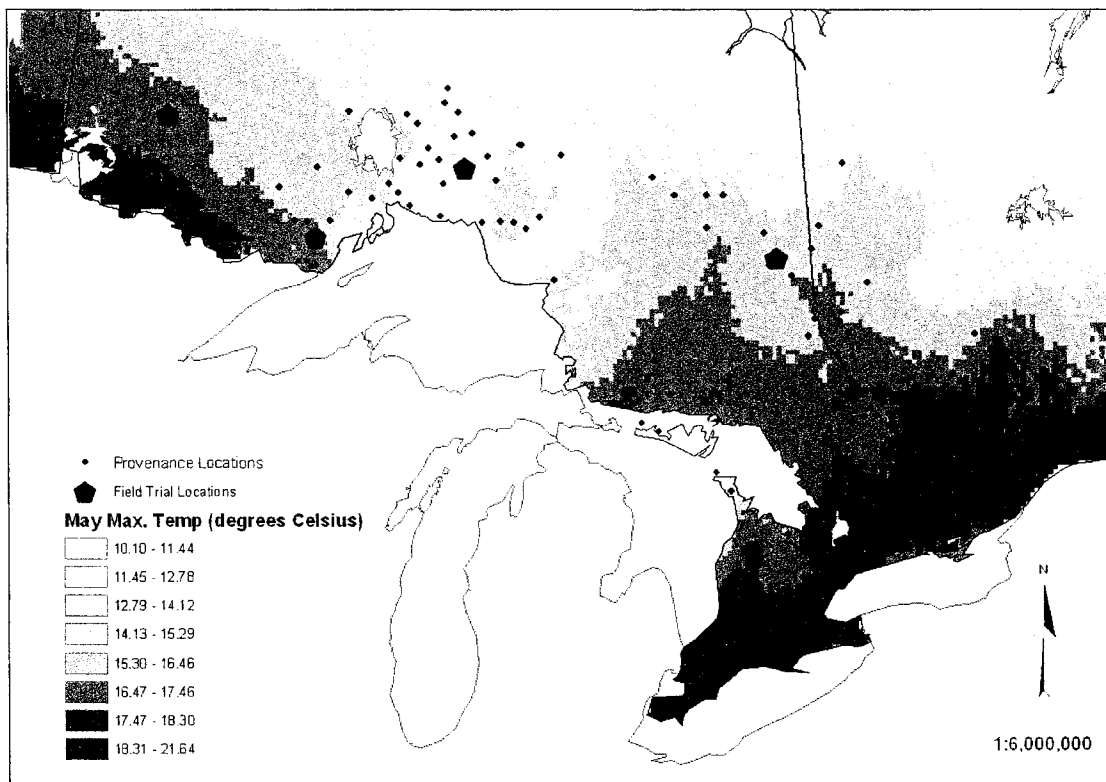 Provenance Locations
Field Trial Locations
May Max. Temp (degrees Celsius)
10.10 - 11.44
11.45 - 12.78
12.79 - 14.12
14.13 - 15.29
15.30 - 16.46
16.47 - 17.46
17.47 - 18.30
18.31 - 21.64
N
1:6,000,000